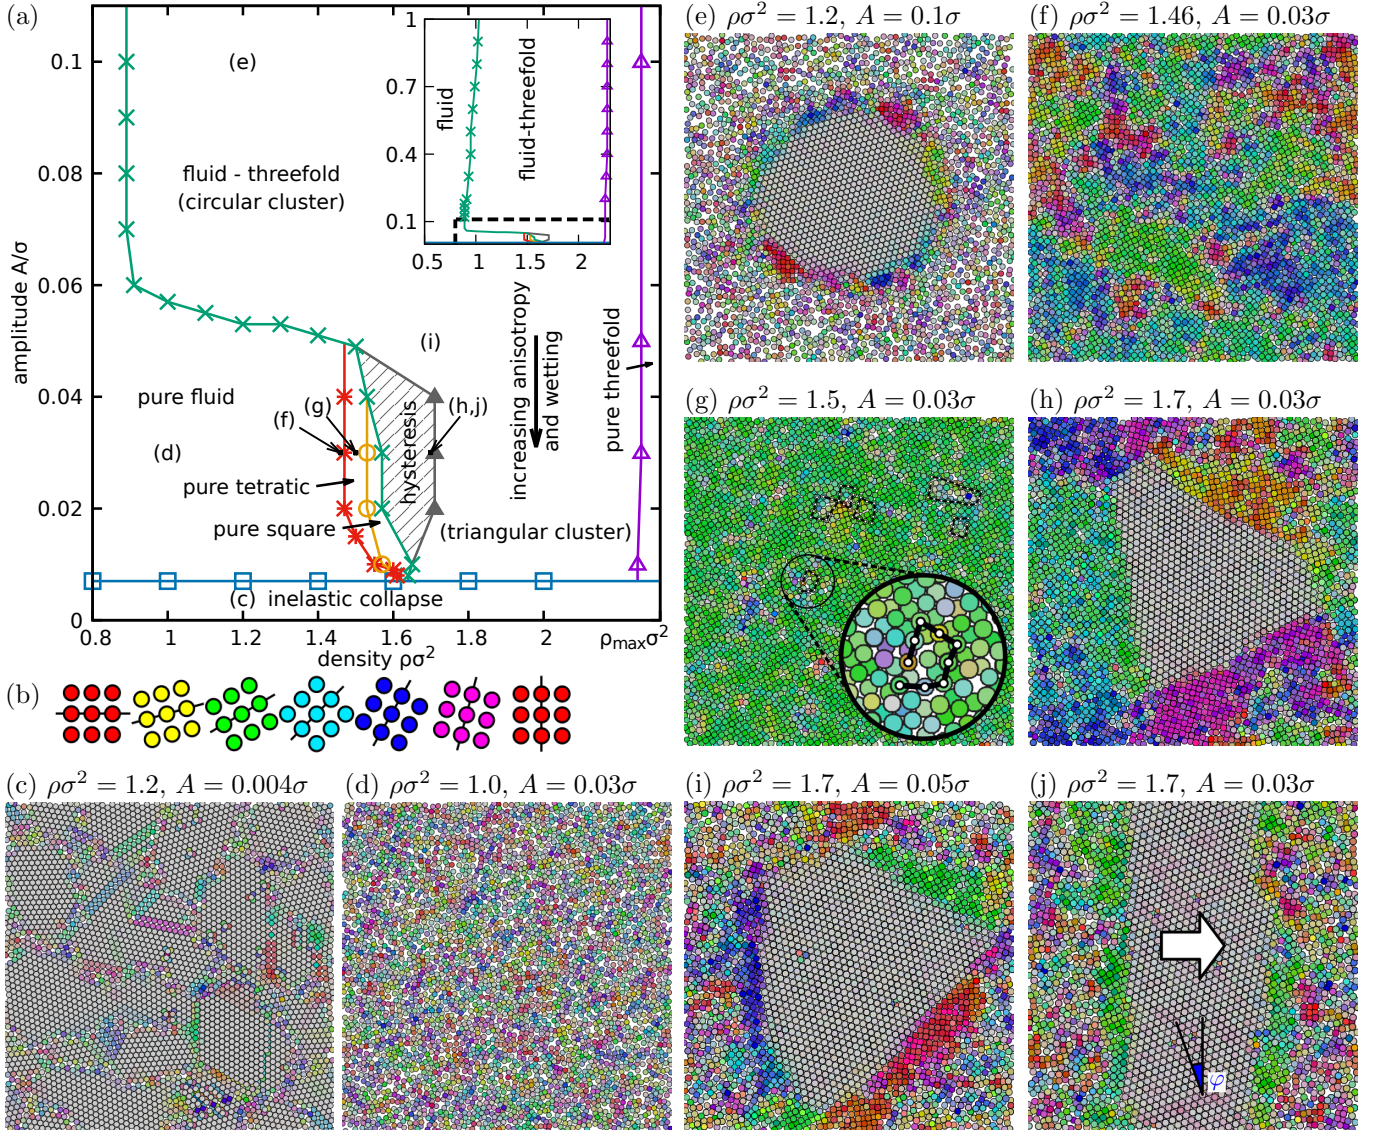 (a)
amplitude A/σ
0.1
0.08
0.06
0.04
0.02
0
0.8
1
1.2
1.4
1.6
1.8
2
ρmaxσ²
density ρσ²
(e)
fluid - threefold
(circular cluster)
pure fluid
(d)
(f)
(g)
pure tetratic
pure square
(c) inelastic collapse
hysteresis
(i)
(h,j)
(triangular cluster)
increasing anisotropy
and wetting
pure threefold
1
0.7
0.4
0.1
0.5
1
1.5
2
fluid
fluid-threefold
(b)
(c) ρσ² = 1.2, A = 0.004σ
(d) ρσ² = 1.0, A = 0.03σ
(e) ρσ² = 1.2, A = 0.1σ
(f) ρσ² = 1.46, A = 0.03σ
(g) ρσ² = 1.5, A = 0.03σ
(h) ρσ² = 1.7, A = 0.03σ
(i) ρσ² = 1.7, A = 0.05σ
(j) ρσ² = 1.7, A = 0.03σ
φ